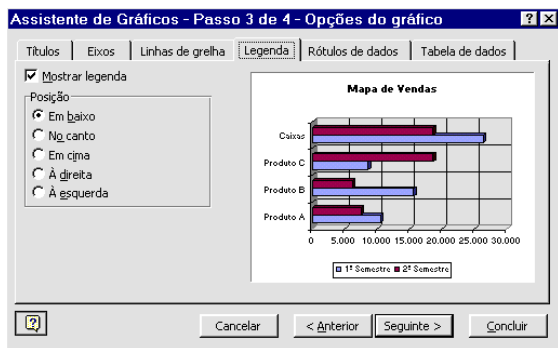 Assistente de Gráficos - Passo 3 de 4 - Opções do gráfico
Títulos Eixos Linhas de grelha Legenda Rótulos de dados Tabela de dados
Mostrar legenda
Posição
Em baixo
No canto
Em cima
À direita
À esquerda
Mapa de Vendas
Caixas
Produto C
Produto B
Produto A
0 5.000 10.000 15.000 20.000 25.000 30.000
1º Semestre 2º Semestre
Cancelar < Anterior Seguinte > Concluir